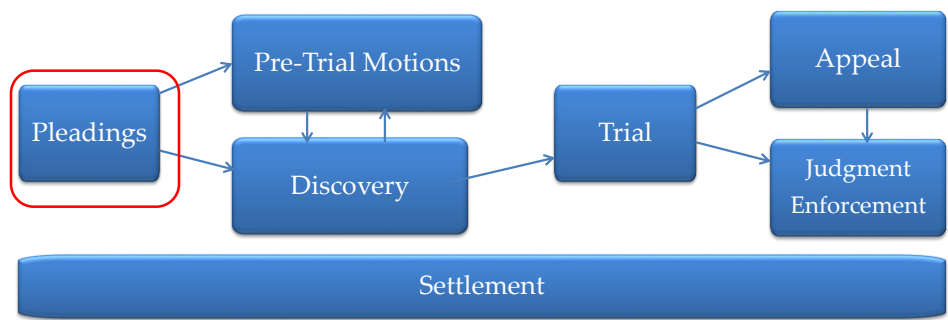 Pleadings
Pre-Trial Motions
Discovery
Trial
Appeal
Judgment
Enforcement
Settlement